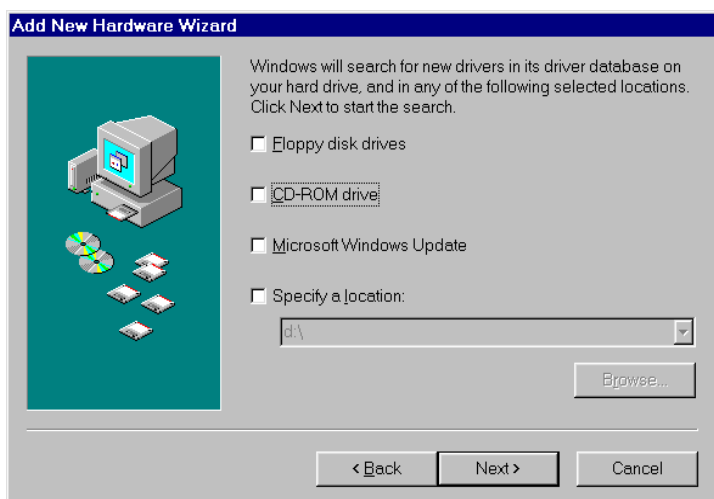 Add New Hardware Wizard
Windows will search for new drivers in its driver database on
your hard drive, and in any of the following selected locations.
Click Next to start the search.
Floppy disk drives
CD-ROM drive
Microsoft Windows Update
Specify a location:
d:\
Browse...
< Back
Next >
Cancel